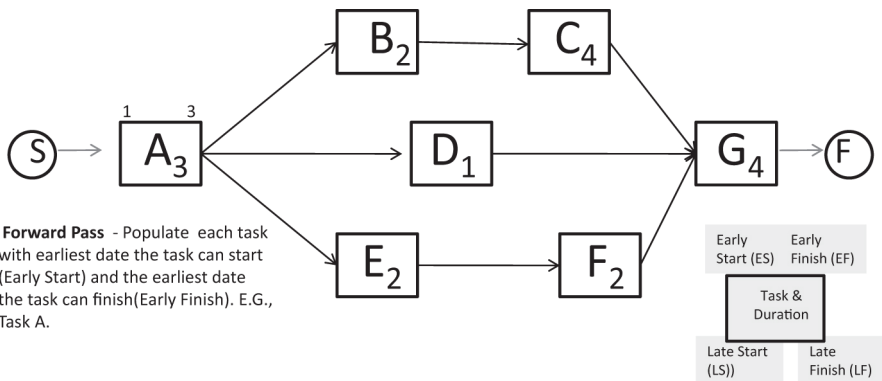 B2
C4
1 3
S
A3
D1
G4
F
Forward Pass - Populate each task
with earliest date the task can start
(Early Start) and the earliest date
the task can finish(Early Finish). E.G.,
Task A.
E2
F2
Early
Start (ES)
Early
Finish (EF)
Task &
Duration
Late Start
(LS))
Late
Finish (LF)